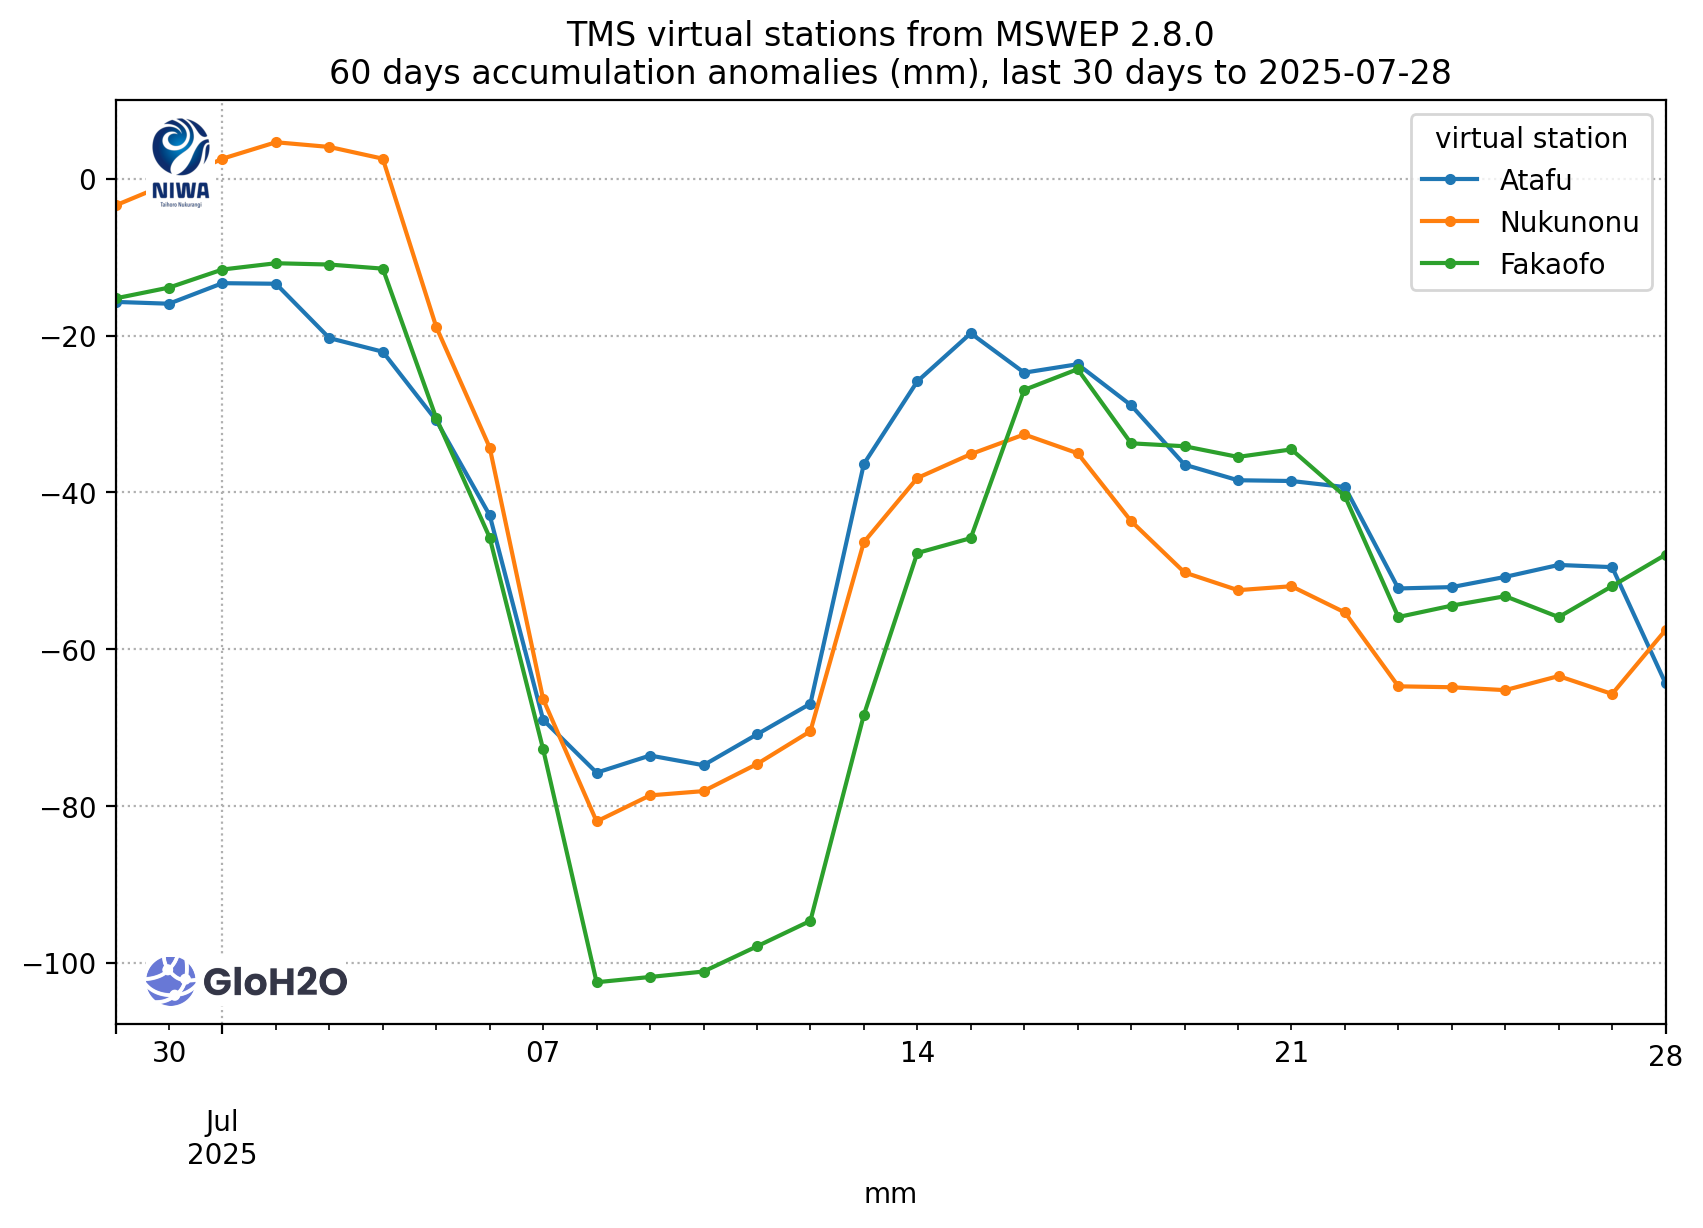 TMS virtual stations from MSWEP 2.8.0
60 days accumulation anomalies (mm), last 30 days to 2025-07-28
NIWA
Taihoro Nukurangi
virtual station
Atafu
Nukunonu
Fakaofo
0
−20
−40
−60
−80
−100
GloH2O
30
07
14
21
28
Jul
2025
mm